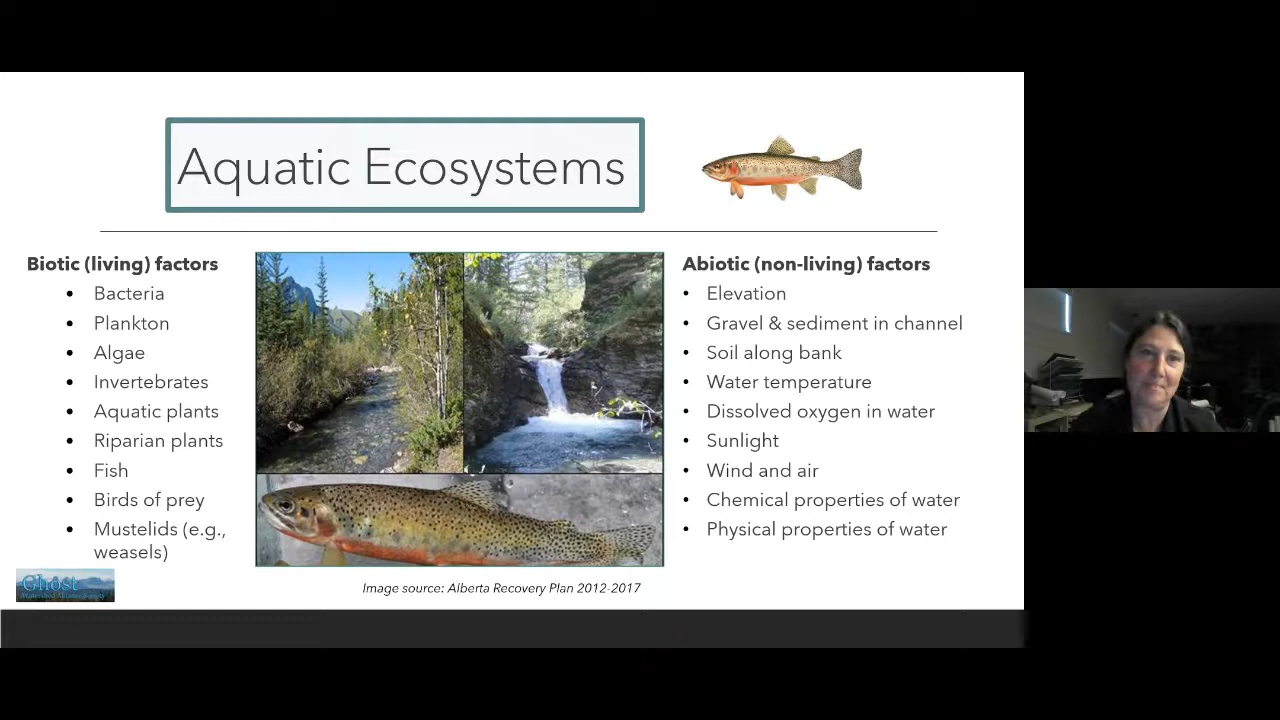 Aquatic Ecosystems
Biotic (living) factors
• Bacteria
• Plankton
• Algae
• Invertebrates
• Aquatic plants
• Riparian plants
• Fish
• Birds of prey
• Mustelids (e.g.,
weasels)
Abiotic (non-living) factors
• Elevation
• Gravel & sediment in channel
• Soil along bank
• Water temperature
• Dissolved oxygen in water
• Sunlight
• Wind and air
• Chemical properties of water
• Physical properties of water
Image source: Alberta Recovery Plan 2012-2017
Ghost
Watershed Alliance Society